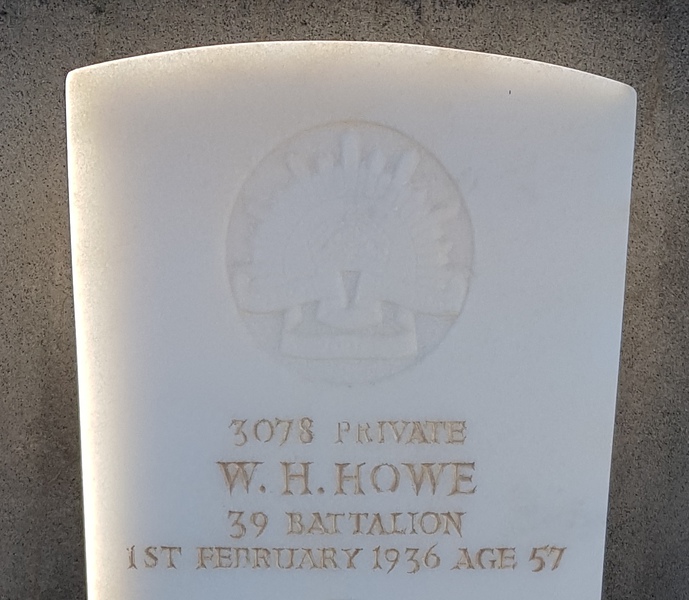 3078 PRIVATE
W. H. HOWE
39 BATTALION
1ST FEBRUARY 1936 AGE 57